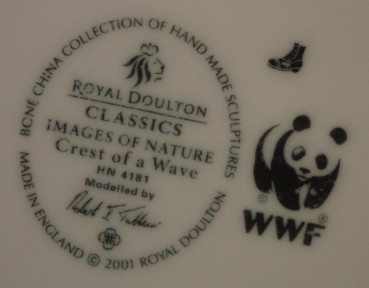 BONE CHINA COLLECTION OF HAND MADE SCULPTURES
ROYAL DOULTON
CLASSICS
IMAGES OF NATURE
Crest of a Wave
HN 4181
Modelled by
MADE IN ENGLAND © 2001 ROYAL DOULTON
®
WWF®